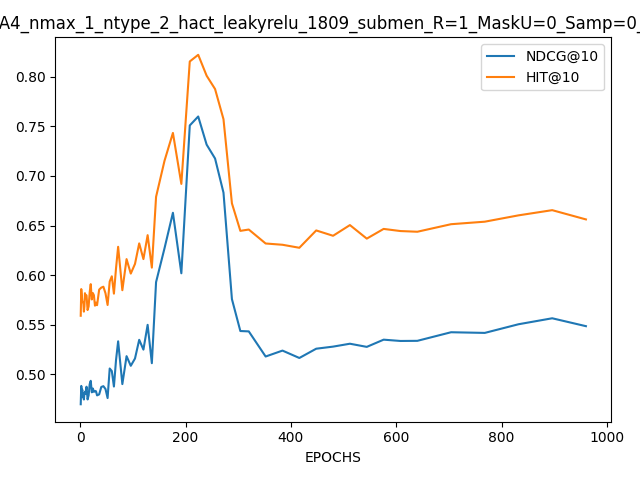 A4_nmax_1_ntype_2_hact_leakyrelu_1809_submen_R=1_MaskU=0_Samp=0_
NDCG@10
HIT@10
0.80
0.75
0.70
0.65
0.60
0.55
0.50
0 200 400 600 800 1000
EPOCHS